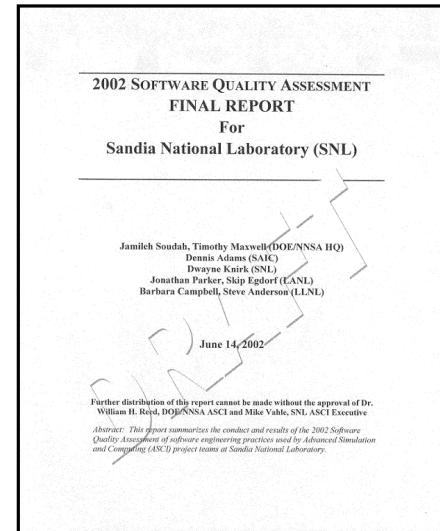 2002 SOFTWARE QUALITY ASSESSMENT
FINAL REPORT
For
Sandia National Laboratory (SNL)
Jamileh Soudah, Timothy Maxwell (DOE/NNSA HQ)
Dennis Adams (SAIC)
Dwayne Knirk (SNL)
Jonathan Parker, Skip Egdorf (LANL)
Barbara Campbell, Steve Anderson (LLNL)
June 14, 2002
DRAFT
Further distribution of this report cannot be made without the approval of Dr.
William H. Reed, DOE/NNSA ASCI and Mike Vahle, SNL ASCI Executive
Abstract: This report summarizes the conduct and results of the 2002 Software
Quality Assessment of software engineering practices used by Advanced Simulation
and Computing (ASCI) project teams at Sandia National Laboratory.